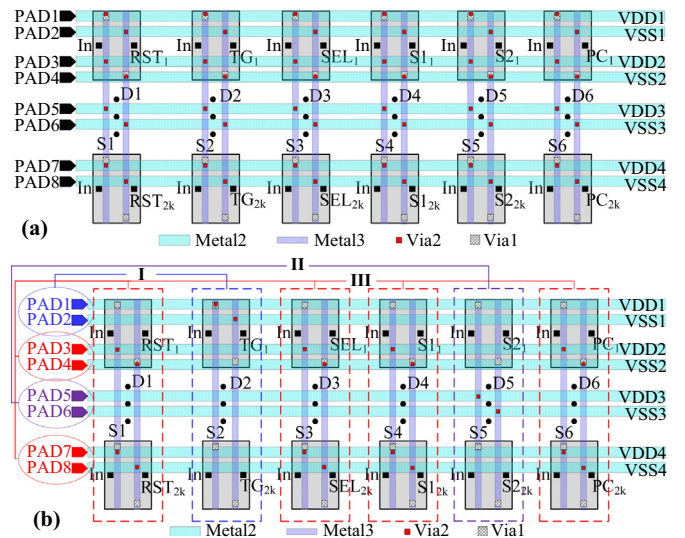 PAD1 VDD1
PAD2 VSS1
In In In In In In
RST1 TG1 SEL1 S11 S21 PC1
PAD3 VDD2
PAD4 VSS2
D1 D2 D3 D4 D5 D6
PAD5 VDD3
PAD6 VSS3
S1 S2 S3 S4 S5 S6
PAD7 VDD4
PAD8 VSS4
In In In In In In
RST2k TG2k SEL2k S12k S22k PC2k
(a)
Metal2 Metal3 Via2 Via1
II
I III
PAD1 VDD1
PAD2 VSS1
In In In In In In
RST1 TG1 SEL1 S11 S21 PC1
PAD3 VDD2
PAD4 VSS2
D1 D2 D3 D4 D5 D6
PAD5 VDD3
PAD6 VSS3
S1 S2 S3 S4 S5 S6
PAD7 VDD4
PAD8 VSS4
In In In In In In
RST2k TG2k SEL2k S12k S22k PC2k
(b)
Metal2 Metal3 Via2 Via1